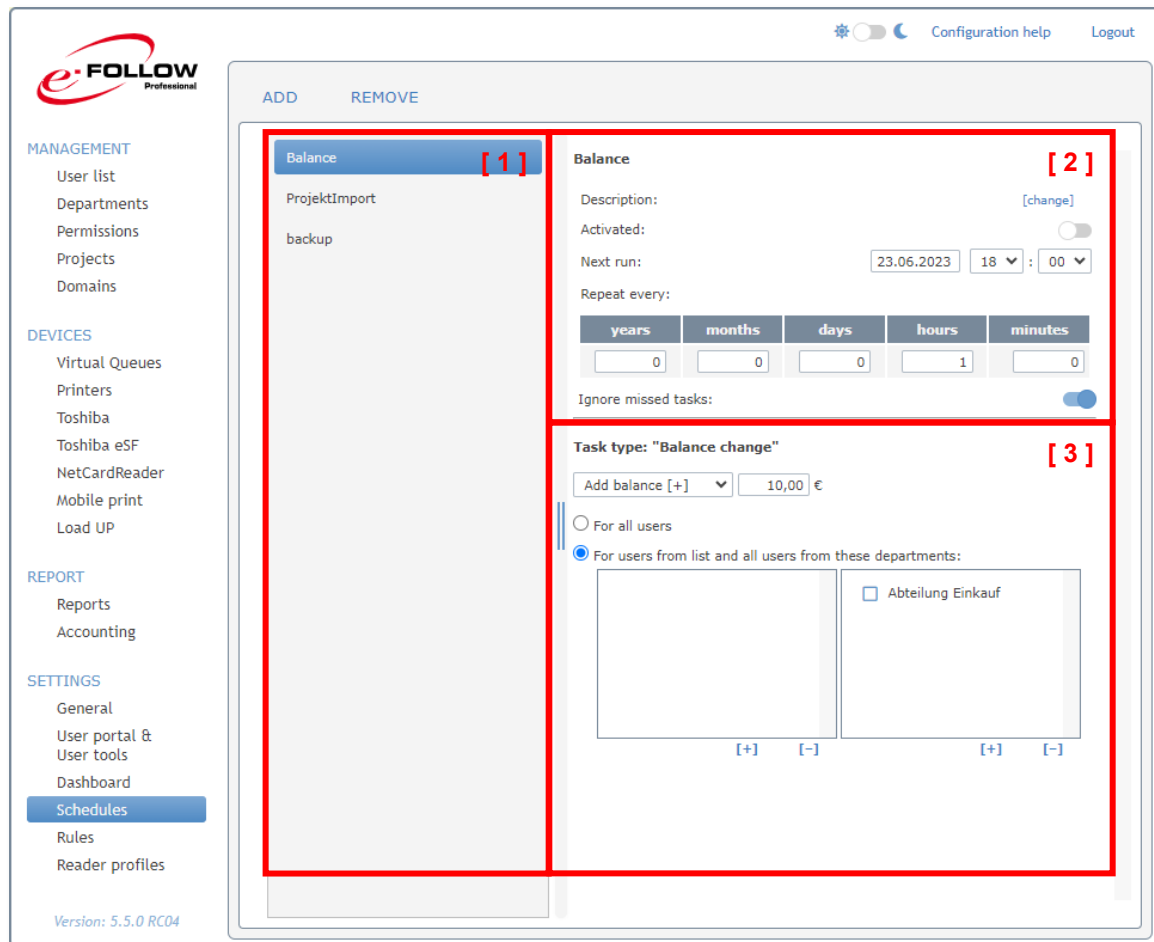 Configuration help Logout
e-FOLLOW
Professional
ADD REMOVE
MANAGEMENT
User list
Departments
Permissions
Projects
Domains
DEVICES
Virtual Queues
Printers
Toshiba
Toshiba eSF
NetCardReader
Mobile print
Load UP
REPORT
Reports
Accounting
SETTINGS
General
User portal &
User tools
Dashboard
Schedules
Rules
Reader profiles
Version: 5.5.0 RC04
Balance [ 1 ]
ProjektImport
backup
Balance [ 2 ]
Description: [change]
Activated:
Next run: 23.06.2023 18 : 00
Repeat every:
years months days hours minutes
0 0 0 1 0
Ignore missed tasks:
Task type: "Balance change" [ 3 ]
Add balance [+] 10,00 €
For all users
For users from list and all users from these departments:
Abteilung Einkauf
[+] [-] [+] [-]